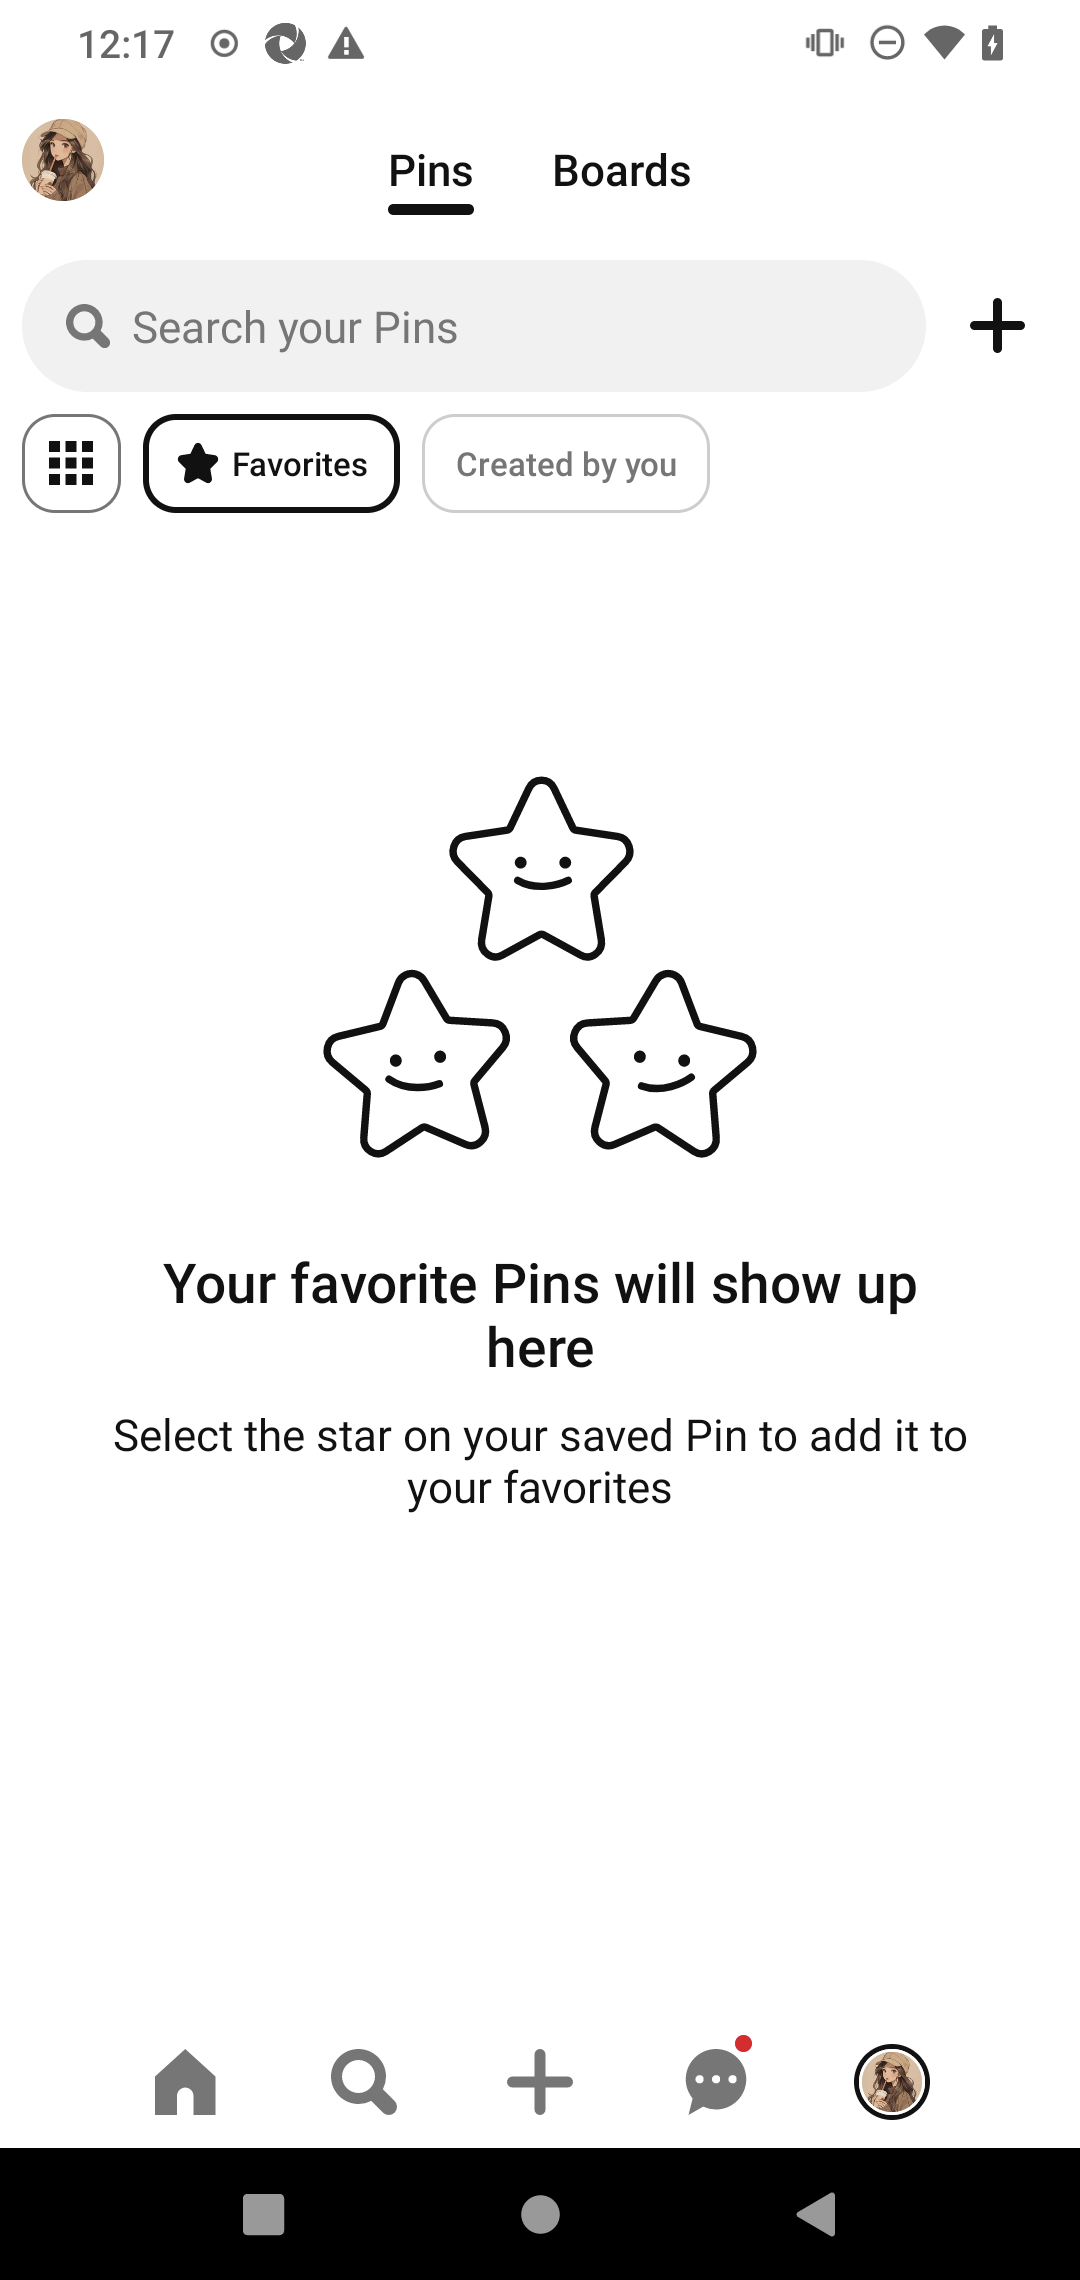 12:17
Pins Boards
Search your Pins
Favorites Created by you
Your favorite Pins will show up
here
Select the star on your saved Pin to add it to
your favorites